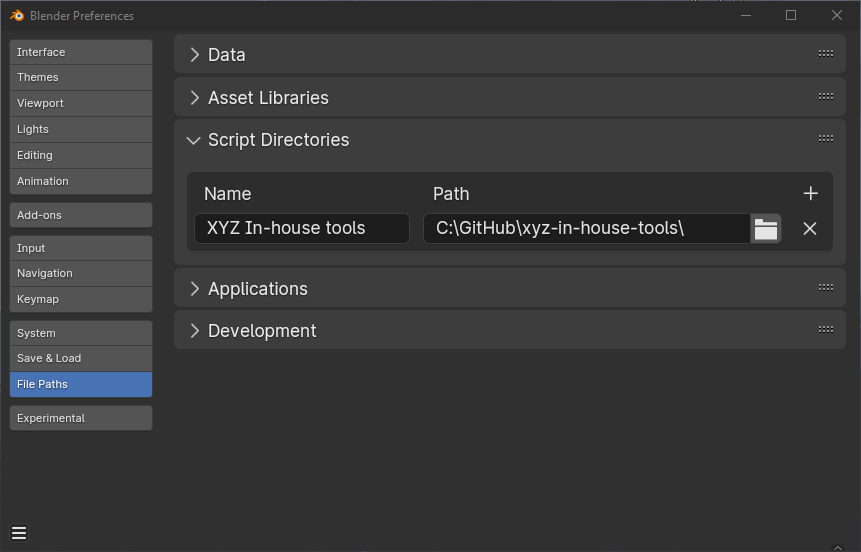 Blender Preferences
Interface
Themes
Viewport
Lights
Editing
Animation
Add-ons
Input
Navigation
Keymap
System
Save & Load
File Paths
Experimental
Data
Asset Libraries
Script Directories
Name Path
XYZ In-house tools C:\GitHub\xyz-in-house-tools\
Applications
Development